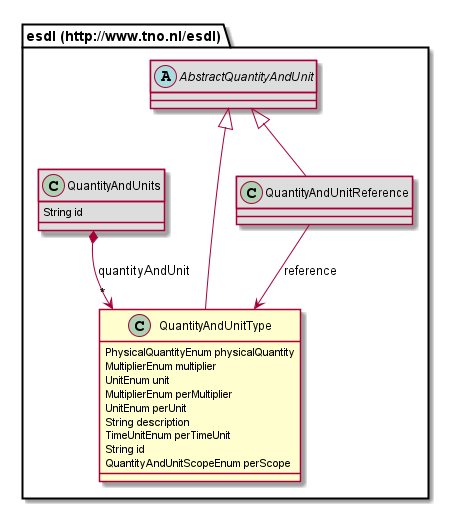 esdl (http://www.tno.nl/esdl)
A AbstractQuantityAndUnit
C QuantityAndUnits
String id
C QuantityAndUnitReference
quantityAndUnit
reference
*
C QuantityAndUnitType
PhysicalQuantityEnum physicalQuantity
MultiplierEnum multiplier
UnitEnum unit
MultiplierEnum perMultiplier
UnitEnum perUnit
String description
TimeUnitEnum perTimeUnit
String id
QuantityAndUnitScopeEnum perScope